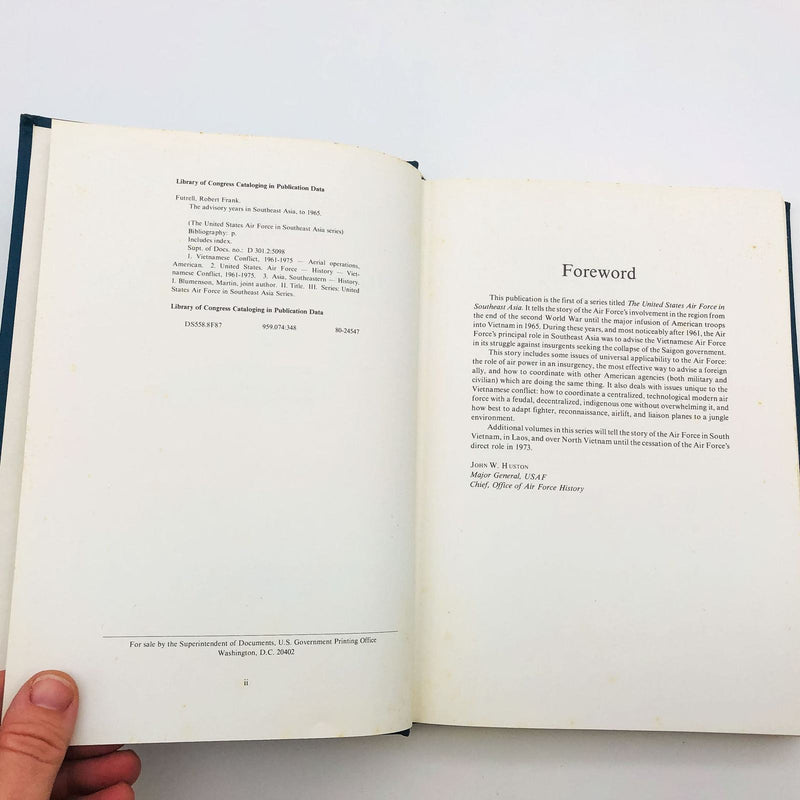 Library of Congress Cataloging in Publication Data
Futrell, Robert Frank.
The advisory years in Southeast Asia, to 1965.
(The United States Air Force in Southeast Asia series)
Bibliography: p.
Includes index.
Supt. of Docs. no.: D 301.2:5098
1. Vietnamese Conflict, 1961-1975 — Aerial operations,
American. 2. United States. Air Force — History — Viet-
namese Conflict, 1961-1975. 3. Asia, Southeastern — History.
I. Blumenson, Martin, joint author. II. Title. III. Series: United
States Air Force in Southeast Asia Series.
Library of Congress Cataloging in Publication Data
DS558.8F87 959.074:348 80-24547
For sale by the Superintendent of Documents, U.S. Government Printing Office
Washington, D.C. 20402
ii
Foreword
This publication is the first of a series titled The United States Air Force in
Southeast Asia. It tells the story of the Air Force's involvement in the region from
the end of the second World War until the major infusion of American troops
into Vietnam in 1965. During these years, and most noticeably after 1961, the Air
Force's principal role in Southeast Asia was to advise the Vietnamese Air Force
in its struggle against insurgents seeking the collapse of the Saigon government.
This story includes some issues of universal applicability to the Air Force:
the role of air power in an insurgency, the most effective way to advise a foreign
ally, and how to coordinate with other American agencies (both military and
civilian) which are doing the same thing. It also deals with issues unique to the
Vietnamese conflict: how to coordinate a centralized, technological modern air
force with a feudal, decentralized, indigenous one without overwhelming it, and
how best to adapt fighter, reconnaissance, airlift, and liaison planes to a jungle
environment.
Additional volumes in this series will tell the story of the Air Force in South
Vietnam, in Laos, and over North Vietnam until the cessation of the Air Force's
direct role in 1973.
JOHN W. HUSTON
Major General, USAF
Chief, Office of Air Force History